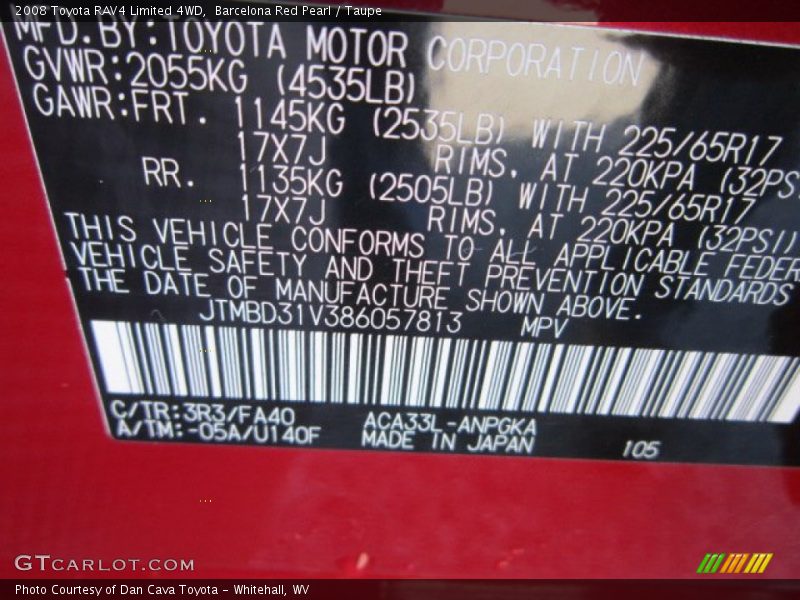 2008 Toyota RAV4 Limited 4WD, Barcelona Red Pearl / Taupe
MFD.BY:TOYOTA MOTOR CORPORATION
GVWR:2055KG (4535LB)
GAWR:FRT. 1145KG (2535LB) WITH 225/65R17
17X7J RIMS, AT 220KPA (32PS
RR. 1135KG (2505LB) WITH 225/65R17
17X7J RIMS, AT 220KPA (32PSI)
THIS VEHICLE CONFORMS TO ALL APPLICABLE FEDER
VEHICLE SAFETY AND THEFT PREVENTION STANDARDS
THE DATE OF MANUFACTURE SHOWN ABOVE.
JTMBD31V386057813 MPV
C/TR:3R3/FA40 ACA33L-ANPGKA
A/TM:-05A/U140F MADE IN JAPAN 105
GTCARLOT.COM
Photo Courtesy of Dan Cava Toyota - Whitehall, WV